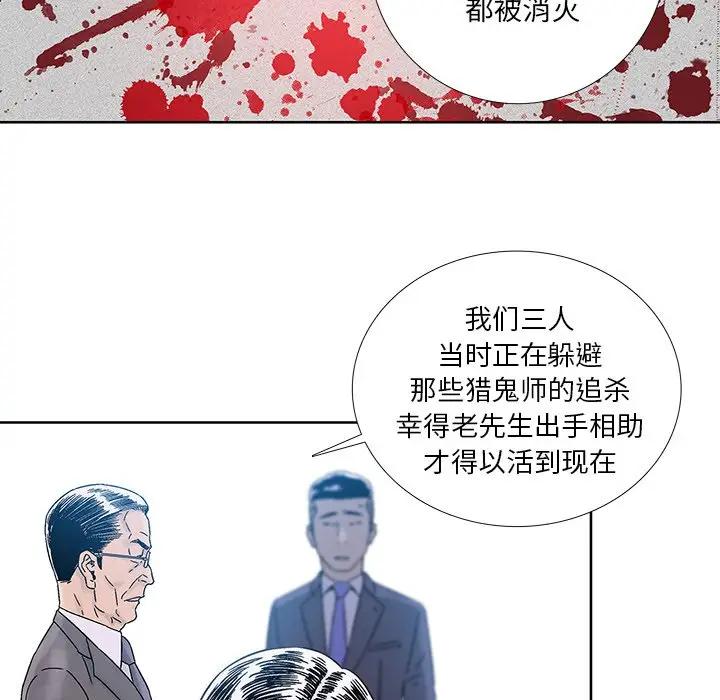 都被消火
我们三人
当时正在躲避
那些猎鬼师的追杀
幸得老先生出手相助
才得以活到现在